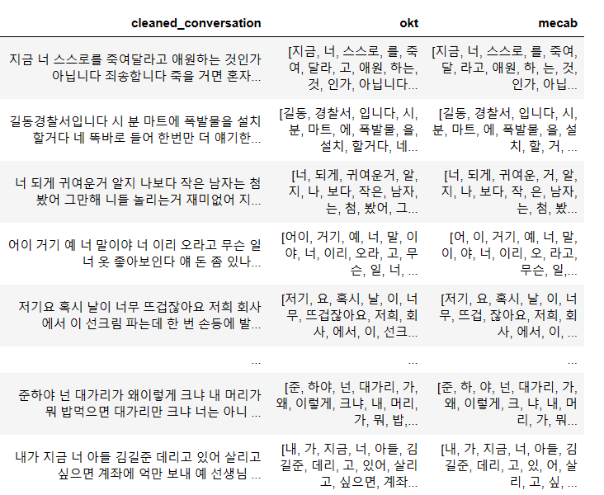 cleaned_conversation okt mecab
지금 너 스스로를 죽여달라고 애원하는 것인가 [지금, 너, 스스로, 를, 죽 [지금, 너, 스스로, 를, 죽여,
아닙니다 죄송합니다 죽을 거면 혼자... 여, 달라, 고, 애원, 하는, 달, 라고, 애원, 하, 는, 것,
것, 인가, 아닙니다... 인가, 아닙...
길동경찰서입니다 시 분 마트에 폭발물을 설치 [길동, 경찰서, 입니다, 시, [길동, 경찰서, 입니다, 시,
할거다 네 똑바로 들어 한번만 더 얘기한... 분, 마트, 에, 폭발물, 을, 분, 마트, 에, 폭발물, 을, 설
설치, 할거다, 네... 치, 할, 거, ...
너 되게 귀여운거 알지 나보다 작은 남자는 첨 [너, 되게, 귀여운거, 알, [너, 되게, 귀여운, 거, 알,
봤어 그만해 니들 놀리는거 재미없어 지... 지, 나, 보다, 작은, 남자, 지, 나, 보다, 작, 은, 남자,
는, 첨, 봤어, 그... 는, 첨, 봤...
어이 거기 예 너 말이야 너 이리 오라고 무슨 일 [어이, 거기, 예, 너, 말, 이 [어, 이, 거기, 예, 너, 말,
너 옷 좋아보인다 얘 돈 좀 있나... 야, 너, 이리, 오라, 고, 무 이, 야, 너, 이리, 오, 라고,
슨, 일, 너, ... 무슨, 일,...
저기요 혹시 날이 너무 뜨겁잖아요 저희 회사 [저기, 요, 혹시, 날, 이, 너 [저기, 요, 혹시, 날, 이, 너
에서 이 선크림 파는데 한 번 손등에 발... 무, 뜨겁잖아요, 저희, 회 무, 뜨겁, 잖아요, 저희, 회
사, 에서, 이, 선크... 사, 에서, 이, ...
... ... ...
준하야 넌 대가리가 왜이렇게 크냐 내 머리가 [준, 하야, 넌, 대가리, 가, [준, 하, 야, 넌, 대가리, 가,
뭐 밥먹으면 대가리만 크냐 너는 아니 ... 왜, 이렇게, 크냐, 내, 머리, 왜, 이렇게, 크, 냐, 내, 머
가, 뭐, 밥,... 리, 가, 뭐...
내가 지금 너 아들 김길준 데리고 있어 살리고 [내, 가, 지금, 너, 아들, 김 [내, 가, 지금, 너, 아들, 김
싶으면 계좌에 억만 보내 예 선생님 ... 길준, 데리, 고, 있어, 살리 길준, 데리, 고, 있, 어, 살
고, 싶으면, 계좌... 리, 고, 싶, ...